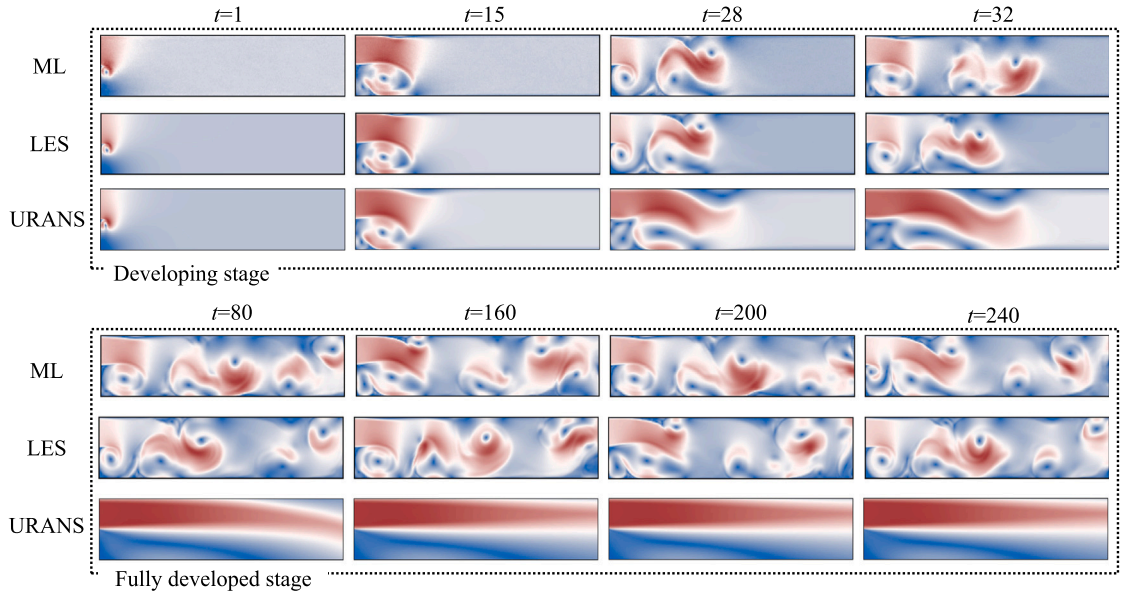 t=1 t=15 t=28 t=32
ML
LES
URANS
Developing stage
t=80 t=160 t=200 t=240
ML
LES
URANS
Fully developed stage